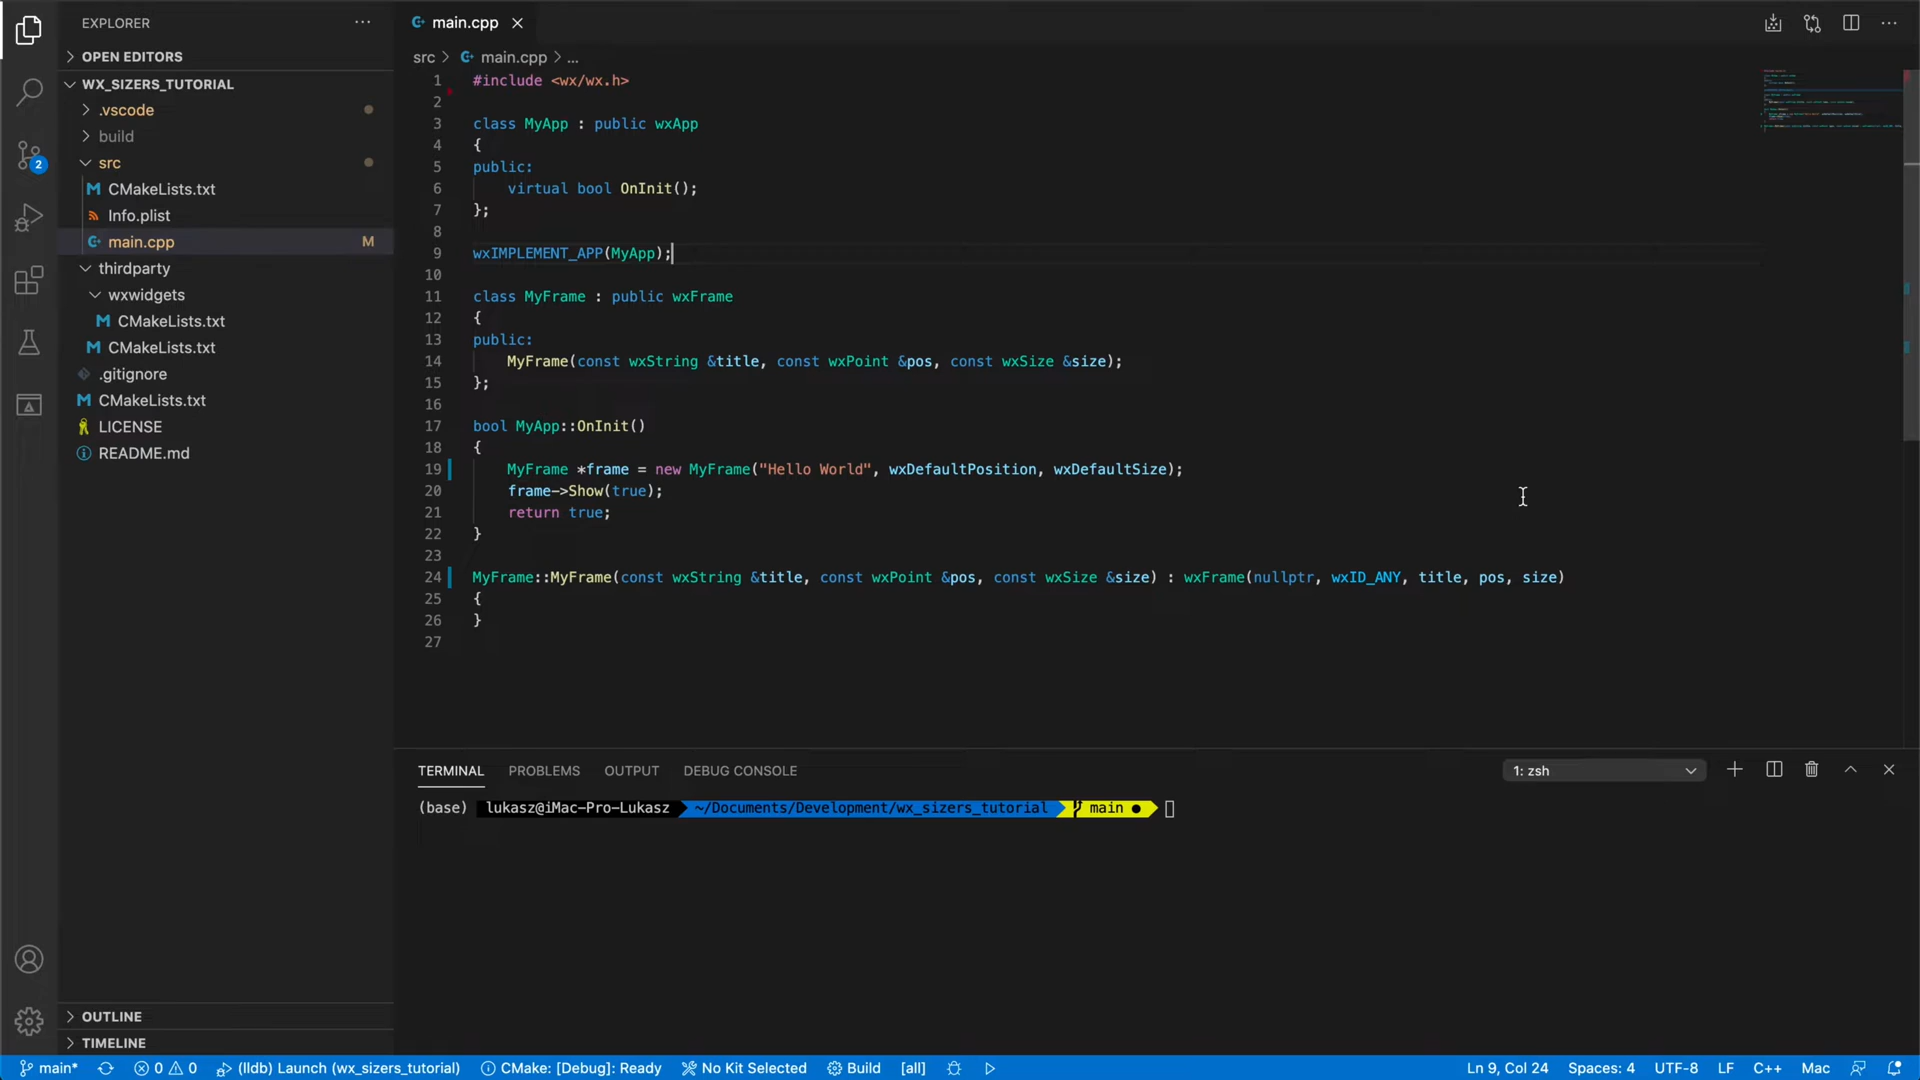 EXPLORER
OPEN EDITORS
WX_SIZERS_TUTORIAL
.vscode
build
src
CMakeLists.txt
Info.plist
main.cpp M
thirdparty
wxwidgets
CMakeLists.txt
CMakeLists.txt
.gitignore
CMakeLists.txt
LICENSE
README.md
OUTLINE
TIMELINE
2
main.cpp
src > main.cpp > ...
1 #include <wx/wx.h>
2
3 class MyApp : public wxApp
4 {
5 public:
6     virtual bool OnInit();
7 };
8
9 wxIMPLEMENT_APP(MyApp);
10
11 class MyFrame : public wxFrame
12 {
13 public:
14     MyFrame(const wxString &title, const wxPoint &pos, const wxSize &size);
15 };
16
17 bool MyApp::OnInit()
18 {
19     MyFrame *frame = new MyFrame("Hello World", wxDefaultPosition, wxDefaultSize);
20     frame->Show(true);
21     return true;
22 }
23
24 MyFrame::MyFrame(const wxString &title, const wxPoint &pos, const wxSize &size) : wxFrame(nullptr, wxID_ANY, title, pos, size)
25 {
26 }
27
TERMINAL PROBLEMS OUTPUT DEBUG CONSOLE 1: zsh
(base) lukasz@iMac-Pro-Lukasz ~/Documents/Development/wx_sizers_tutorial main ●
main* 0 0 (lldb) Launch (wx_sizers_tutorial) CMake: [Debug]: Ready No Kit Selected Build [all] Ln 9, Col 24 Spaces: 4 UTF-8 LF C++ Mac